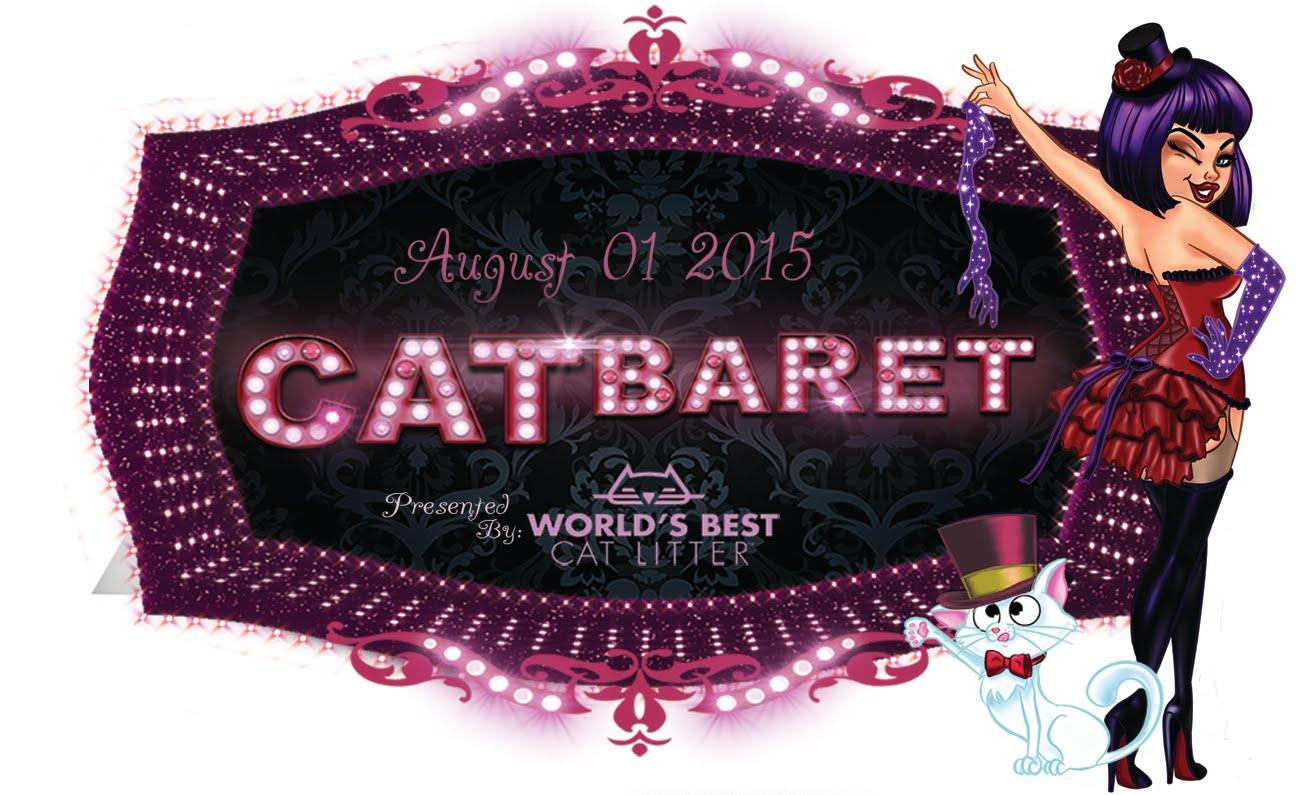 August 01 2015
CATBARET
Presented
By:
WORLD'S BEST
CAT LITTER